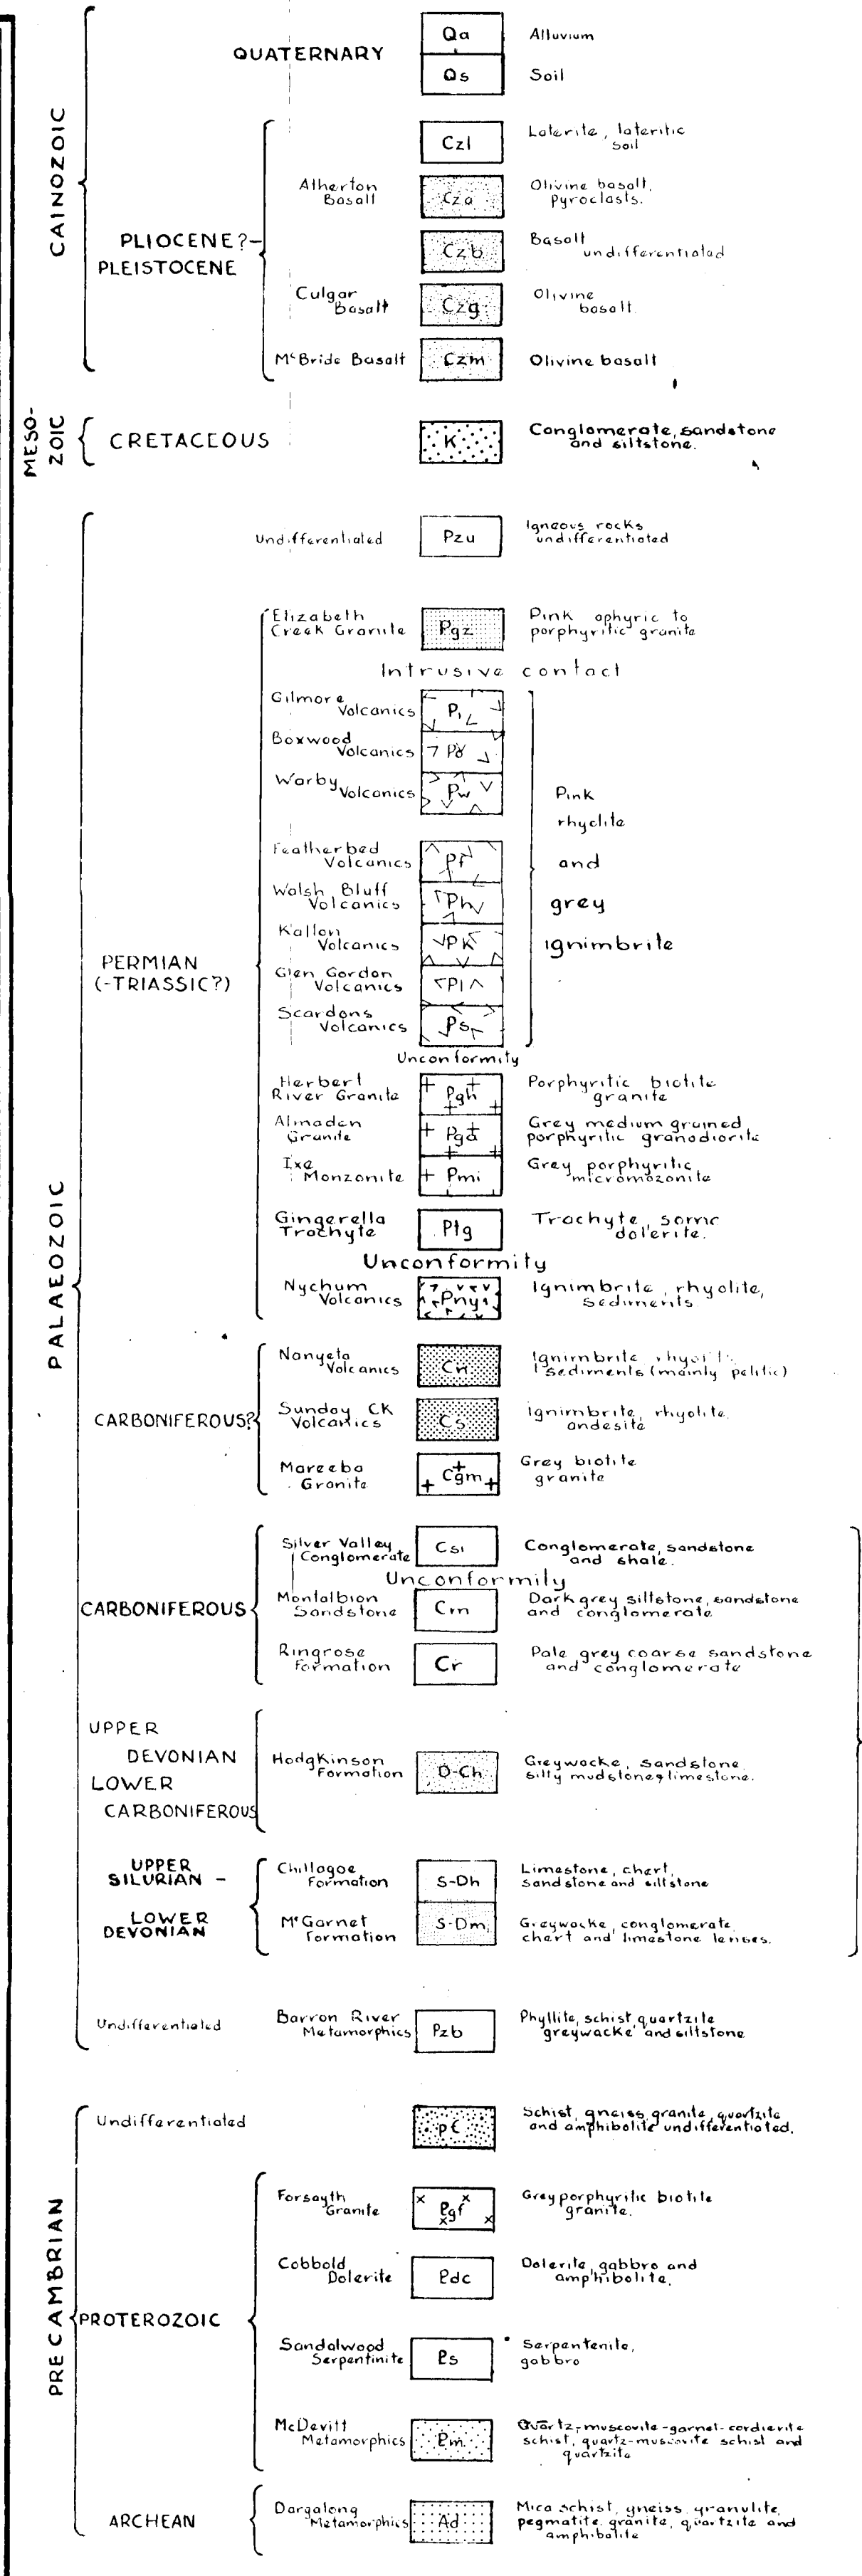 CAINOZOIC
QUATERNARY
Qa Alluvium
Qs Soil
PLIOCENE?-
PLEISTOCENE
Czl Laterite, lateritic
soil
Atherton
Basalt
Cza Olivine basalt,
pyroclasts.
Czb Basalt
undifferentiated
Culgar
Basalt
Czg Olivine
basalt
McBride Basalt Czm Olivine basalt
MESO-
ZOIC
CRETACEOUS
K Conglomerate, sandstone
and siltstone.
PALAEOZOIC
Undifferentiated Pzu Igneous rocks
undifferentiated
PERMIAN
(-TRIASSIC?)
Elizabeth
Creek Granite
Pgz Pink aphyric to
porphyritic granite
Intrusive contact
Gilmore
Volcanics
Boxwood
Volcanics
Warby
Volcanics
Pw
Featherbed
Volcanics
Pf
Walsh Bluff
Volcanics
Ph
Kallon
Volcanics
PK
Glen Gordon
Volcanics
Pl
Scardons
Volcanics
Ps
Pink
rhyolite
and
grey
ignimbrite
Unconformity
Herbert
River Granite
Pgh Porphyritic biotite
granite
Almaden
Granite
Pga Grey medium grained
porphyritic granodiorite
Ixe
Monzonite
Pmi Grey porphyritic
micromozonite
Gingerella
Trachyte
Ptg Trachyte, some
dolerite.
Unconformity
Nychum
Volcanics
Pny Ignimbrite, rhyolite,
sediments
CARBONIFEROUS?
Nanyeta
Volcanics
Cn Ignimbrite,
sediments (mainly pelitic)
Sunday CK
Volcanics
Cs Ignimbrite, rhyolite,
andesite
Mareeba
Granite
Cgm Grey biotite
granite
CARBONIFEROUS
Silver Valley
Conglomerate
Csi Conglomerate, sandstone
and shale.
Unconformity
Montalbion
Sandstone
Cm Dark grey siltstone, sandstone
and conglomerate
Ringrose
Formation
Cr Pale grey coarse sandstone
and conglomerate
UPPER
DEVONIAN
LOWER
CARBONIFEROUS
Hodgkinson
Formation
D-Ch Greywacke, sandstone,
silty mudstone & limestone.
UPPER
SILURIAN -
LOWER
DEVONIAN
Chillagoe
Formation
S-Dh Limestone, chert,
sandstone and siltstone
Mt Garnet
Formation
S-Dm Greywacke, conglomerate,
chert and limestone lenses.
Undifferentiated
Barron River
Metamorphics
Pzb Phyllite, schist, quartzite
greywacke and siltstone
PRECAMBRIAN
Undifferentiated
pЄ Schist, gneiss, granite, quartzite
and amphibolite undifferentiated.
PROTEROZOIC
Forsayth
Granite
Pgf Grey porphyritic biotite
granite.
Cobbold
Dolerite
Pdc Dolerite, gabbro and
amphibolite.
Sandalwood
Serpentinite
Ps Serpentenite,
gabbro
McDevitt
Metamorphics
Pm Quartz-muscovite-garnet-cordierite
schist, quartz-muscovite schist and
quartzite
ARCHEAN
Dargalong
Metamorphics
Ad Mica schist, gneiss, granulite,
pegmatite, granite, quartzite and
amphibolite